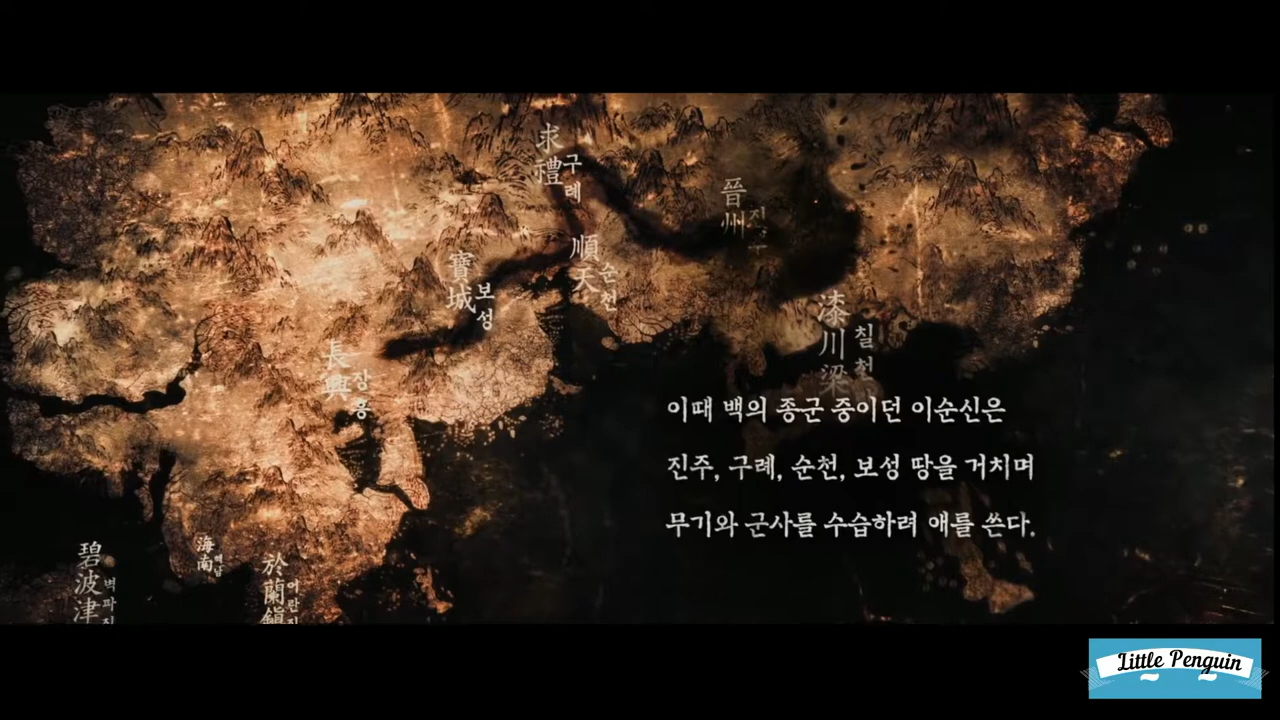 求禮
구례
晉州
진주
順天
순천
寶城
보성
漆川梁
칠천
長興
장흥
이때 백의 종군 중이던 이순신은
진주, 구례, 순천, 보성 땅을 거치며
무기와 군사를 수습하려 애를 쓴다.
海南
해남
碧波津
벽파진
於蘭鎭
어란진
Little Penguin